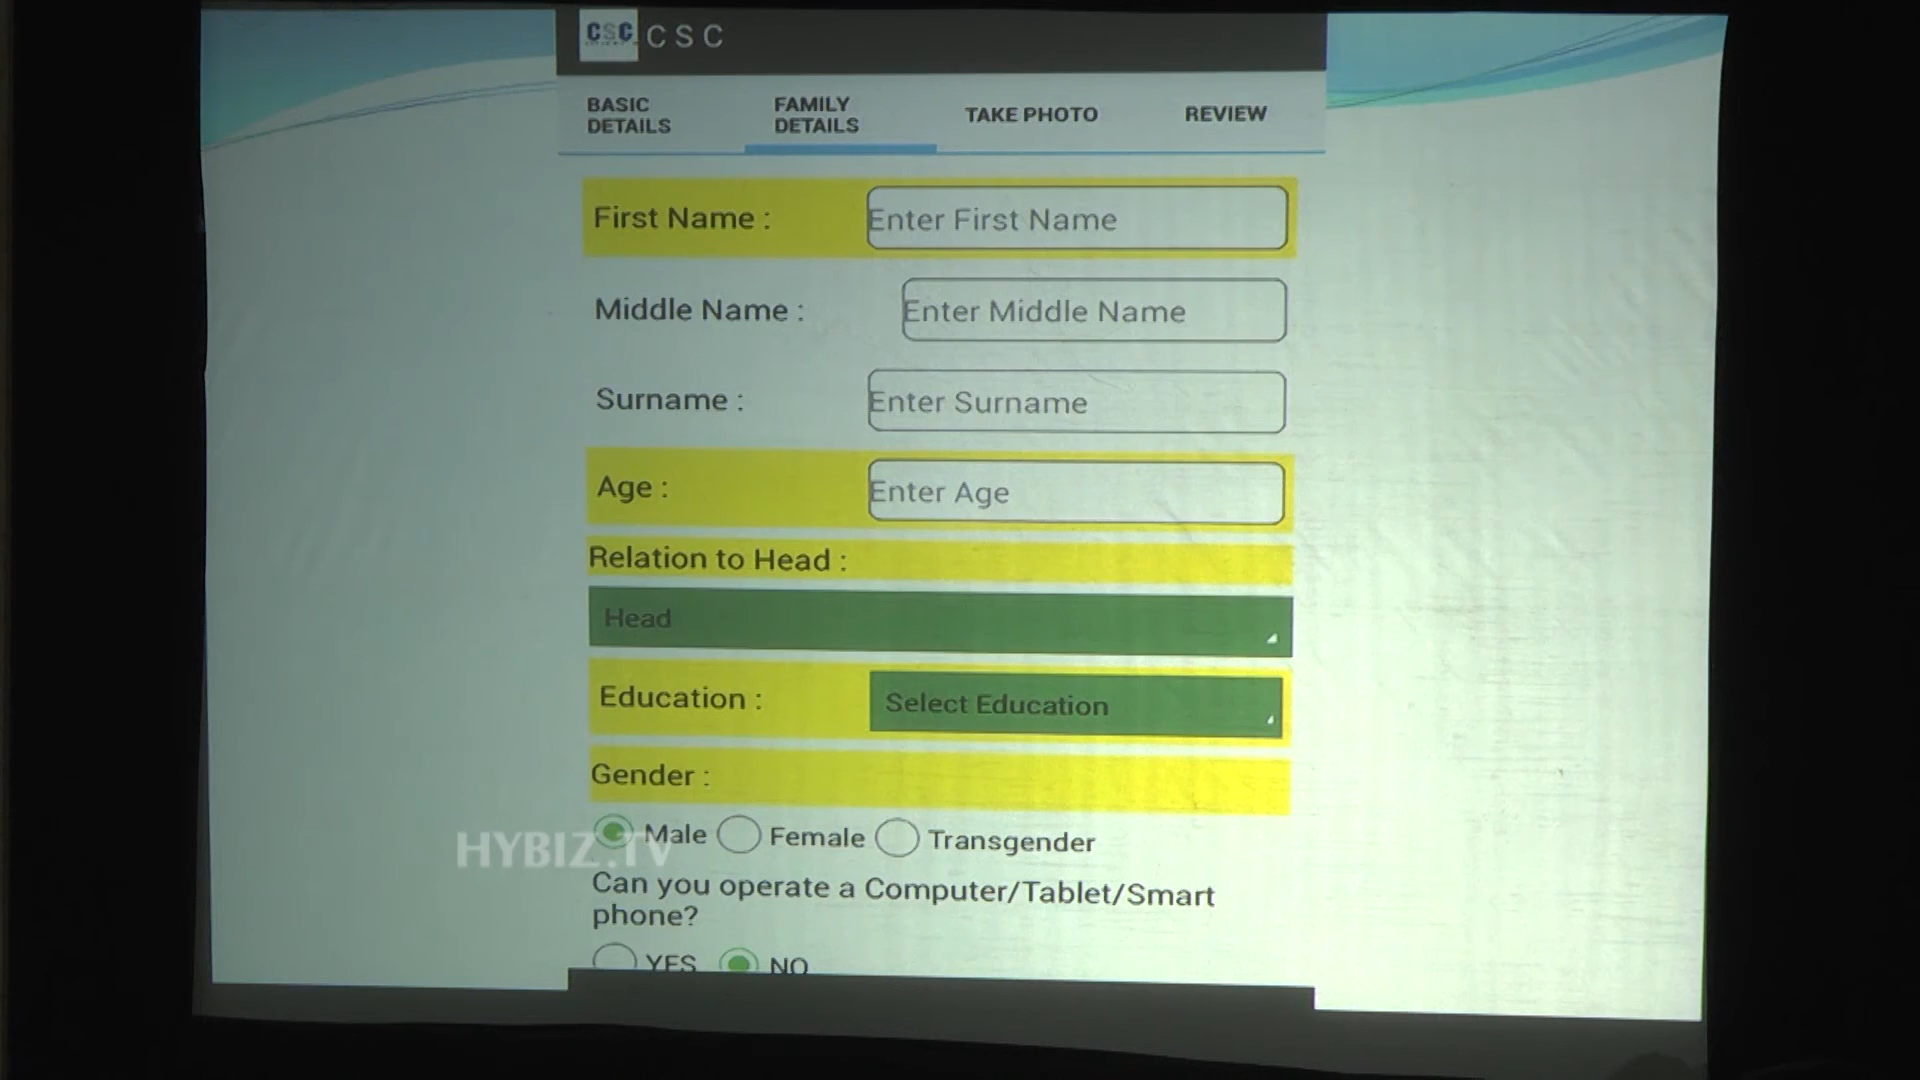 CSC CSC
BASIC DETAILS
FAMILY DETAILS
TAKE PHOTO
REVIEW
First Name : Enter First Name
Middle Name : Enter Middle Name
Surname : Enter Surname
Age : Enter Age
Relation to Head :
Head
Education : Select Education
Gender :
Male Female Transgender
HYBIZ.TV
Can you operate a Computer/Tablet/Smart
phone?
YES NO